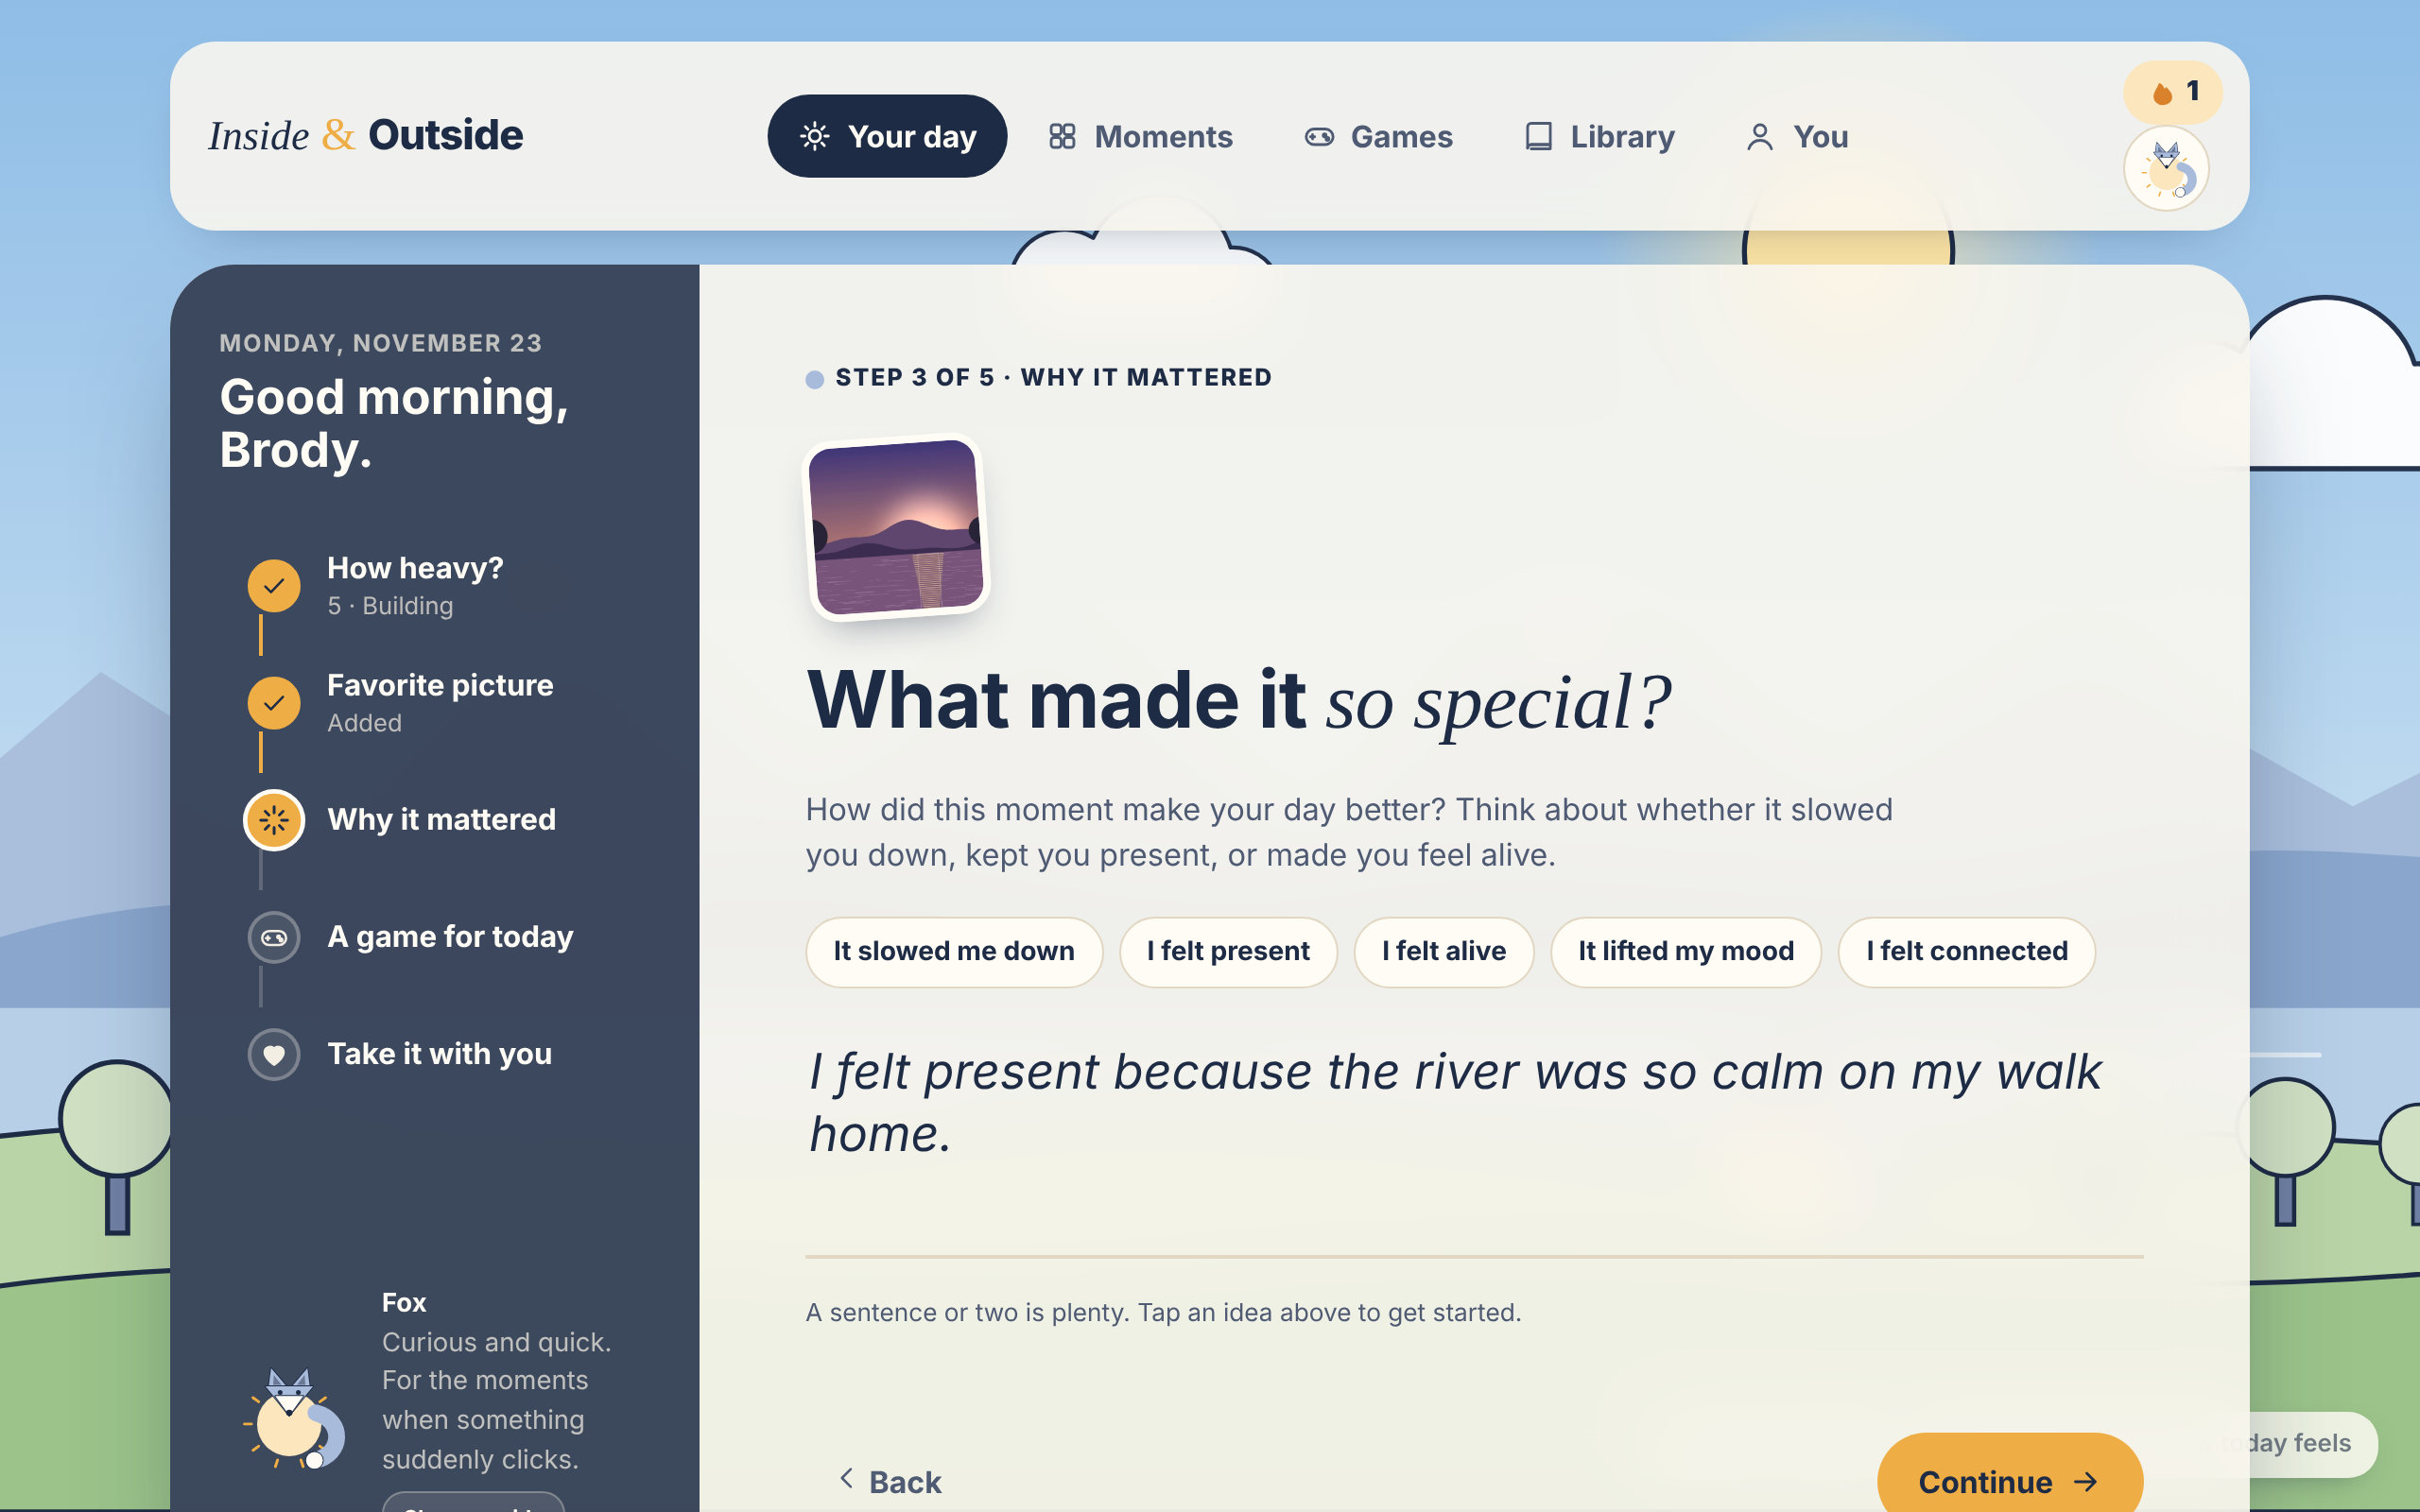 Inside & Outside
Your day
Moments
Games
Library
You
1
MONDAY, NOVEMBER 23
Good morning,
Brody.
How heavy?
5 · Building
Favorite picture
Added
Why it mattered
A game for today
Take it with you
Fox
Curious and quick.
For the moments
when something
suddenly clicks.
STEP 3 OF 5 · WHY IT MATTERED
What made it so special?
How did this moment make your day better? Think about whether it slowed
you down, kept you present, or made you feel alive.
It slowed me down
I felt present
I felt alive
It lifted my mood
I felt connected
I felt present because the river was so calm on my walk
home.
A sentence or two is plenty. Tap an idea above to get started.
Back
Continue
today feels